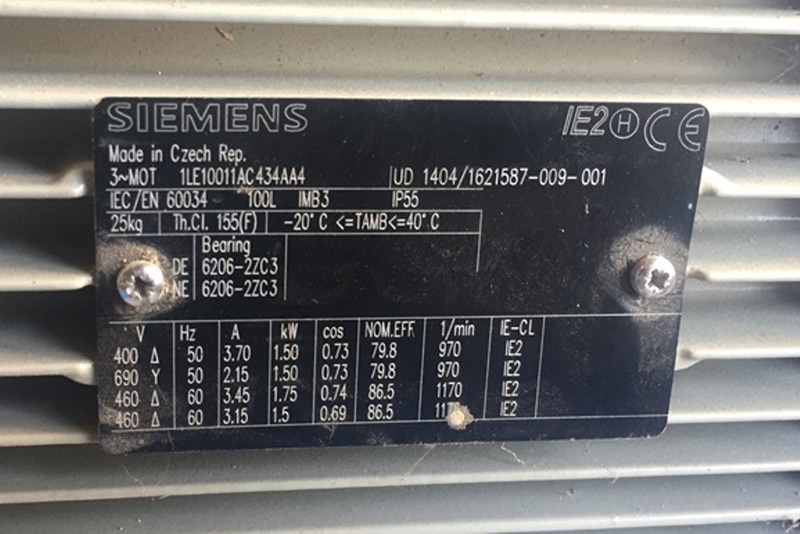 SIEMENS IE2 H CE
Made in Czech Rep.
3~MOT 1LE10011AC434AA4 UD 1404/1621587-009-001
IEC/EN 60034 100L IMB3 IP55
25kg Th.Cl. 155(F) -20°C <=TAMB<=40°C
Bearing
DE 6206-2ZC3
NE 6206-2ZC3
V Hz A kW cos NOM.EFF 1/min IE-CL
400 Δ 50 3.70 1.50 0.73 79.8 970 IE2
690 Y 50 2.15 1.50 0.73 79.8 970 IE2
460 Δ 60 3.45 1.75 0.74 86.5 1170 IE2
460 Δ 60 3.15 1.5 0.69 86.5 IE2